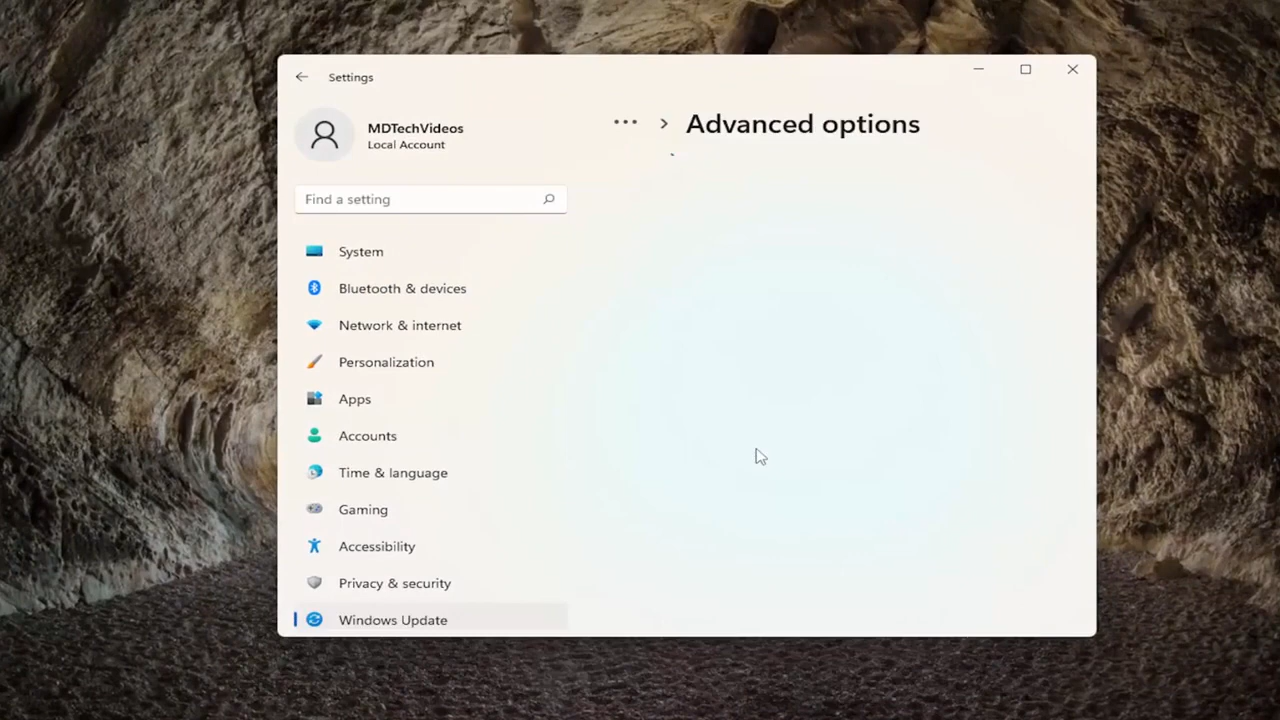 Settings
MDTechVideos
Local Account
Find a setting
System
Bluetooth & devices
Network & internet
Personalization
Apps
Accounts
Time & language
Gaming
Accessibility
Privacy & security
Windows Update
... > Advanced options